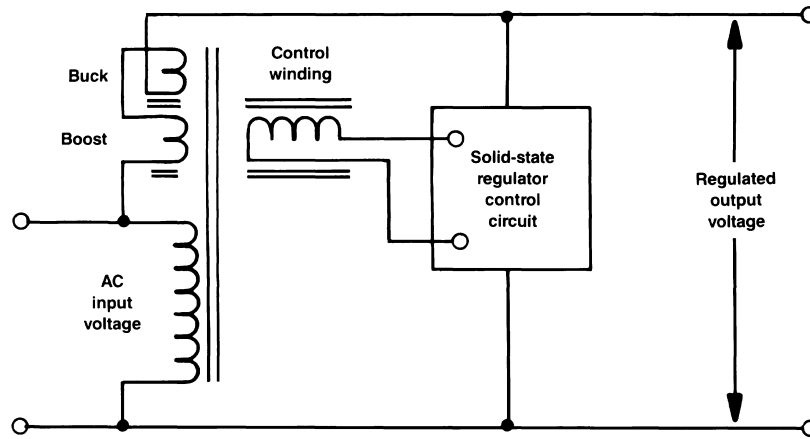 Control
winding
Buck
Boost
Solid-state
regulator
control
circuit
Regulated
output
voltage
AC
input
voltage